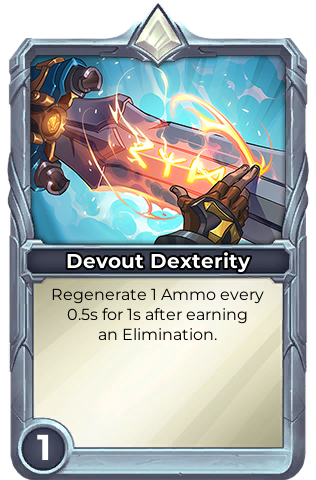 Devout Dexterity
Regenerate 1 Ammo every
0.5s for 1s after earning
an Elimination.
1